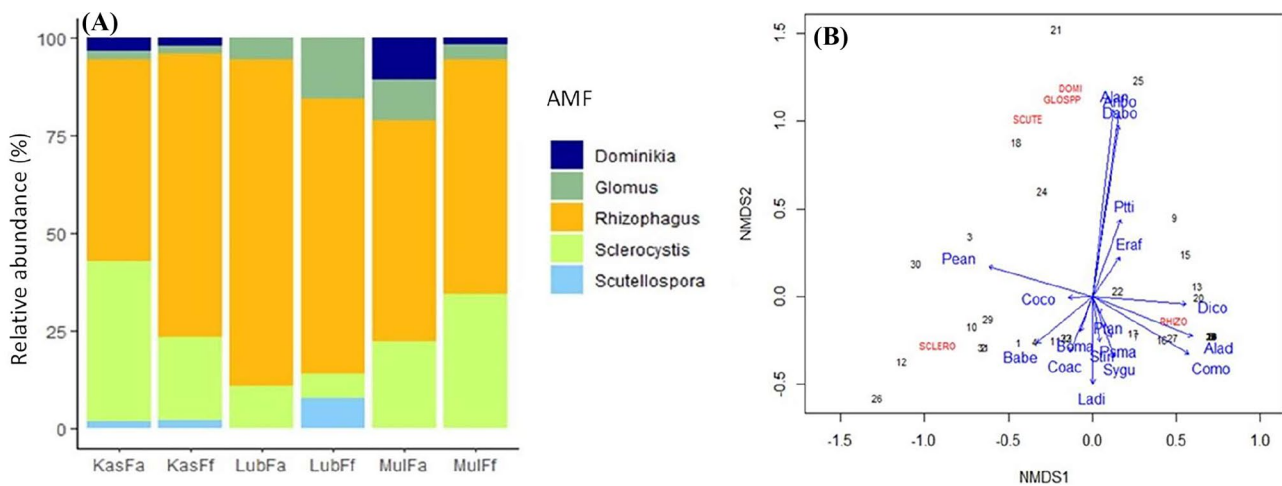 (A)
Relative abundance (%)
100
75
50
25
0
KasFa KasFf LubFa LubFf MulFa MulFf
AMF
Dominikia
Glomus
Rhizophagus
Sclerocystis
Scutellospora
(B)
NMDS2
1.5
1.0
0.5
0.0
-0.5
21
25
DOMI
GLOSPP
Alan
SCUTE
Dabo
18
24
Ptti
9
3
Eraf
15
Pean
30
13
Coco
22
20
Dico
29
RHIZO
10
Ptan
17
SCLERO
1
16
27
Alad
Boma
Psma
Babe
Stin
12
Coac
Sygu
Como
26
Ladi
-1.5 -1.0 -0.5 0.0 0.5 1.0
NMDS1